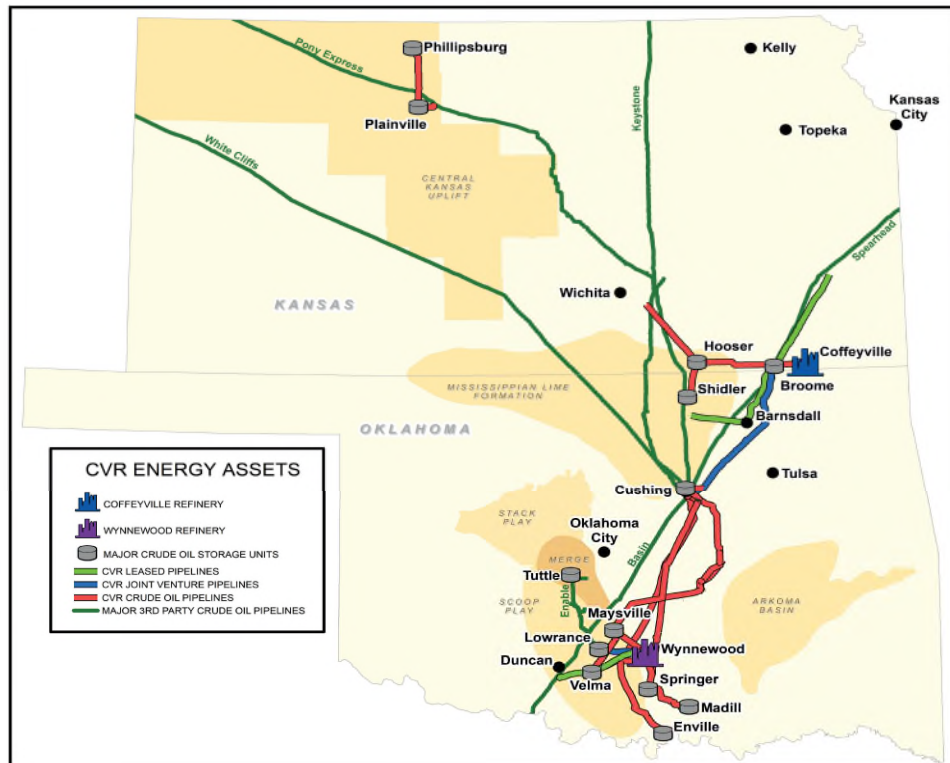 Phillipsburg
Kelly
Pony Express
Keystone
Kansas
City
Plainville
Topeka
White Cliffs
CENTRAL
KANSAS
UPLIFT
Spearhead
Wichita
KANSAS
Hooser
Coffeyville
Shidler
Broome
MISSISSIPPIAN LIME
FORMATION
Barnsdall
OKLAHOMA
CVR ENERGY ASSETS
COFFEYVILLE REFINERY
WYNNEWOOD REFINERY
MAJOR CRUDE OIL STORAGE UNITS
CVR LEASED PIPELINES
CVR JOINT VENTURE PIPELINES
CVR CRUDE OIL PIPELINES
MAJOR 3RD PARTY CRUDE OIL PIPELINES
Tulsa
Cushing
STACK
PLAY
Oklahoma
City
Basin
MERGE
Tuttle
Enable
SCOOP
PLAY
Maysville
ARKOMA
BASIN
Lowrance
Wynnewood
Duncan
Velma
Springer
Madill
Enville